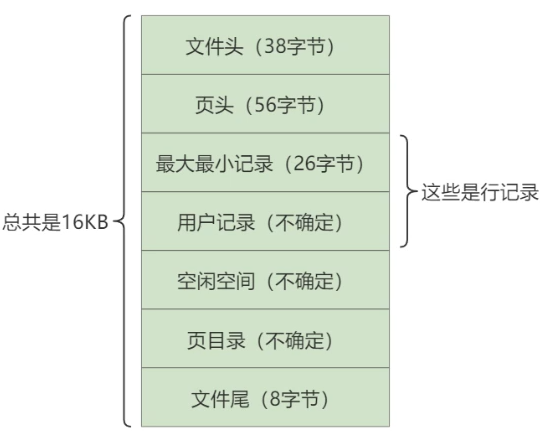 文件头（38字节）
页头（56字节）
最大最小记录（26字节）
这些是行记录
总共是16KB
用户记录（不确定）
空闲空间（不确定）
页目录（不确定）
文件尾（8字节）